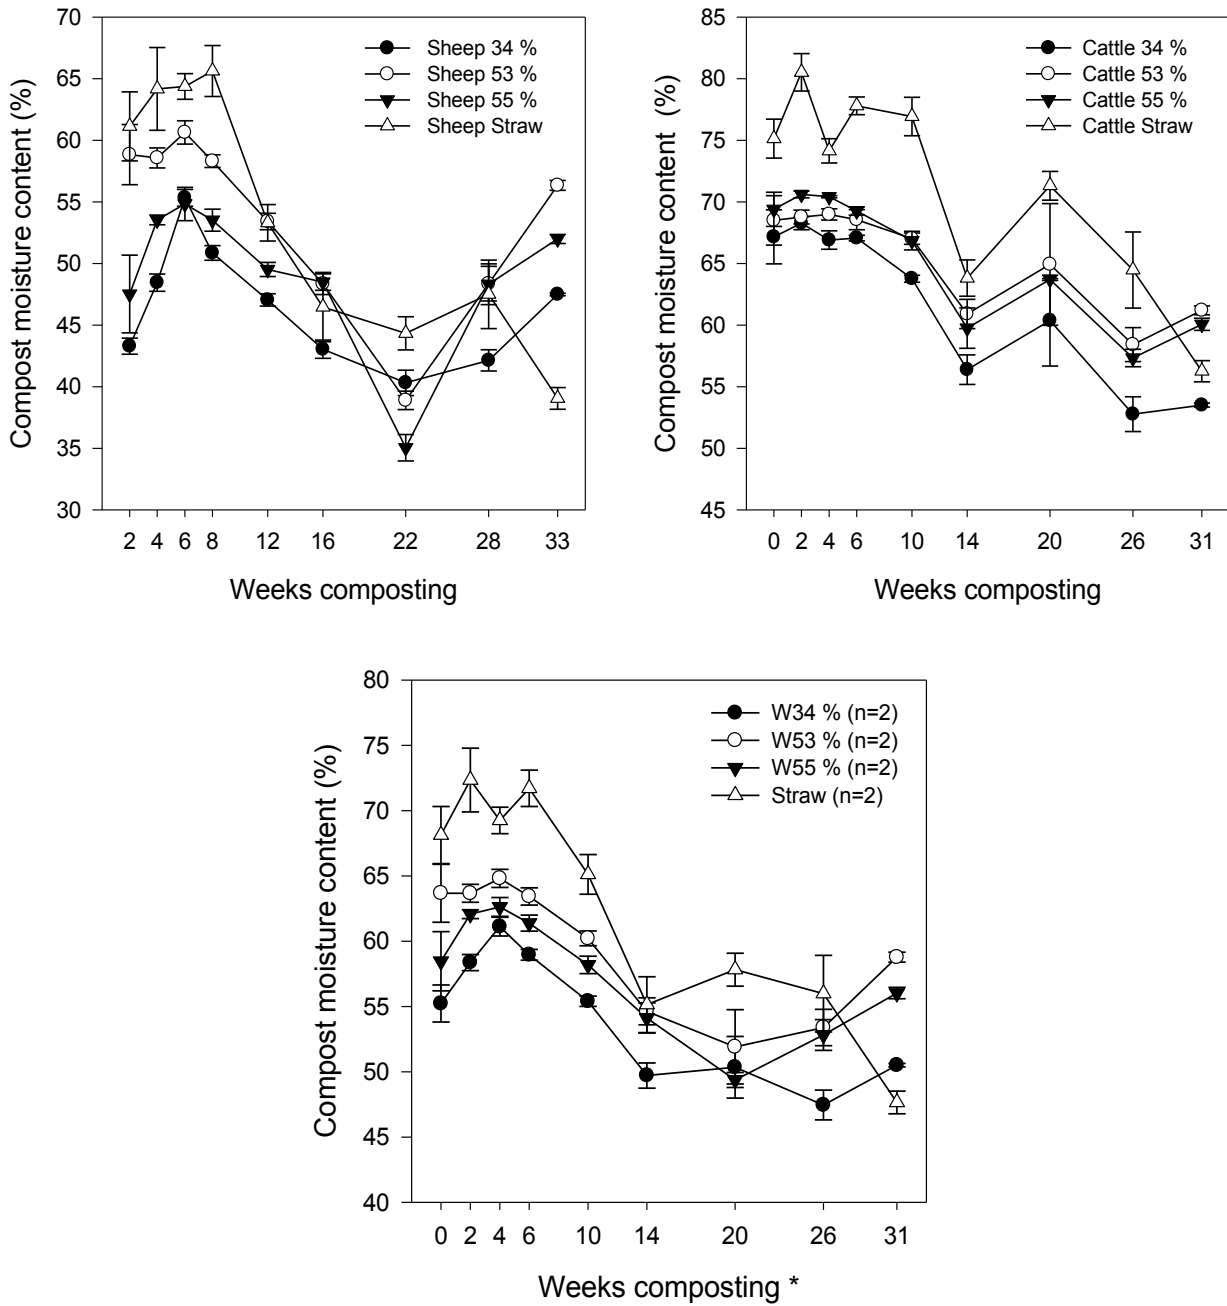 Compost moisture content (%)
70
65
60
55
50
45
40
35
30
Sheep 34 %
Sheep 53 %
Sheep 55 %
Sheep Straw
2 4 6 8 12 16 22 28 33
Weeks composting
Compost moisture content (%)
85
80
75
70
65
60
55
50
45
Cattle 34 %
Cattle 53 %
Cattle 55 %
Cattle Straw
0 2 4 6 10 14 20 26 31
Weeks composting
Compost moisture content (%)
80
75
70
65
60
55
50
45
40
W34 % (n=2)
W53 % (n=2)
W55 % (n=2)
Straw (n=2)
0 2 4 6 10 14 20 26 31
Weeks composting *